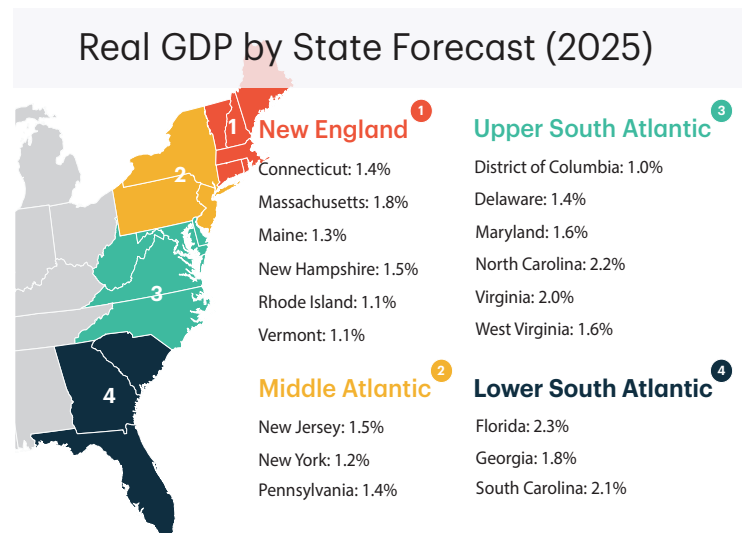 Real GDP by State Forecast (2025)
1
2
3
4
New England 1
Connecticut: 1.4%
Massachusetts: 1.8%
Maine: 1.3%
New Hampshire: 1.5%
Rhode Island: 1.1%
Vermont: 1.1%
Middle Atlantic 2
New Jersey: 1.5%
New York: 1.2%
Pennsylvania: 1.4%
Upper South Atlantic 3
District of Columbia: 1.0%
Delaware: 1.4%
Maryland: 1.6%
North Carolina: 2.2%
Virginia: 2.0%
West Virginia: 1.6%
Lower South Atlantic 4
Florida: 2.3%
Georgia: 1.8%
South Carolina: 2.1%